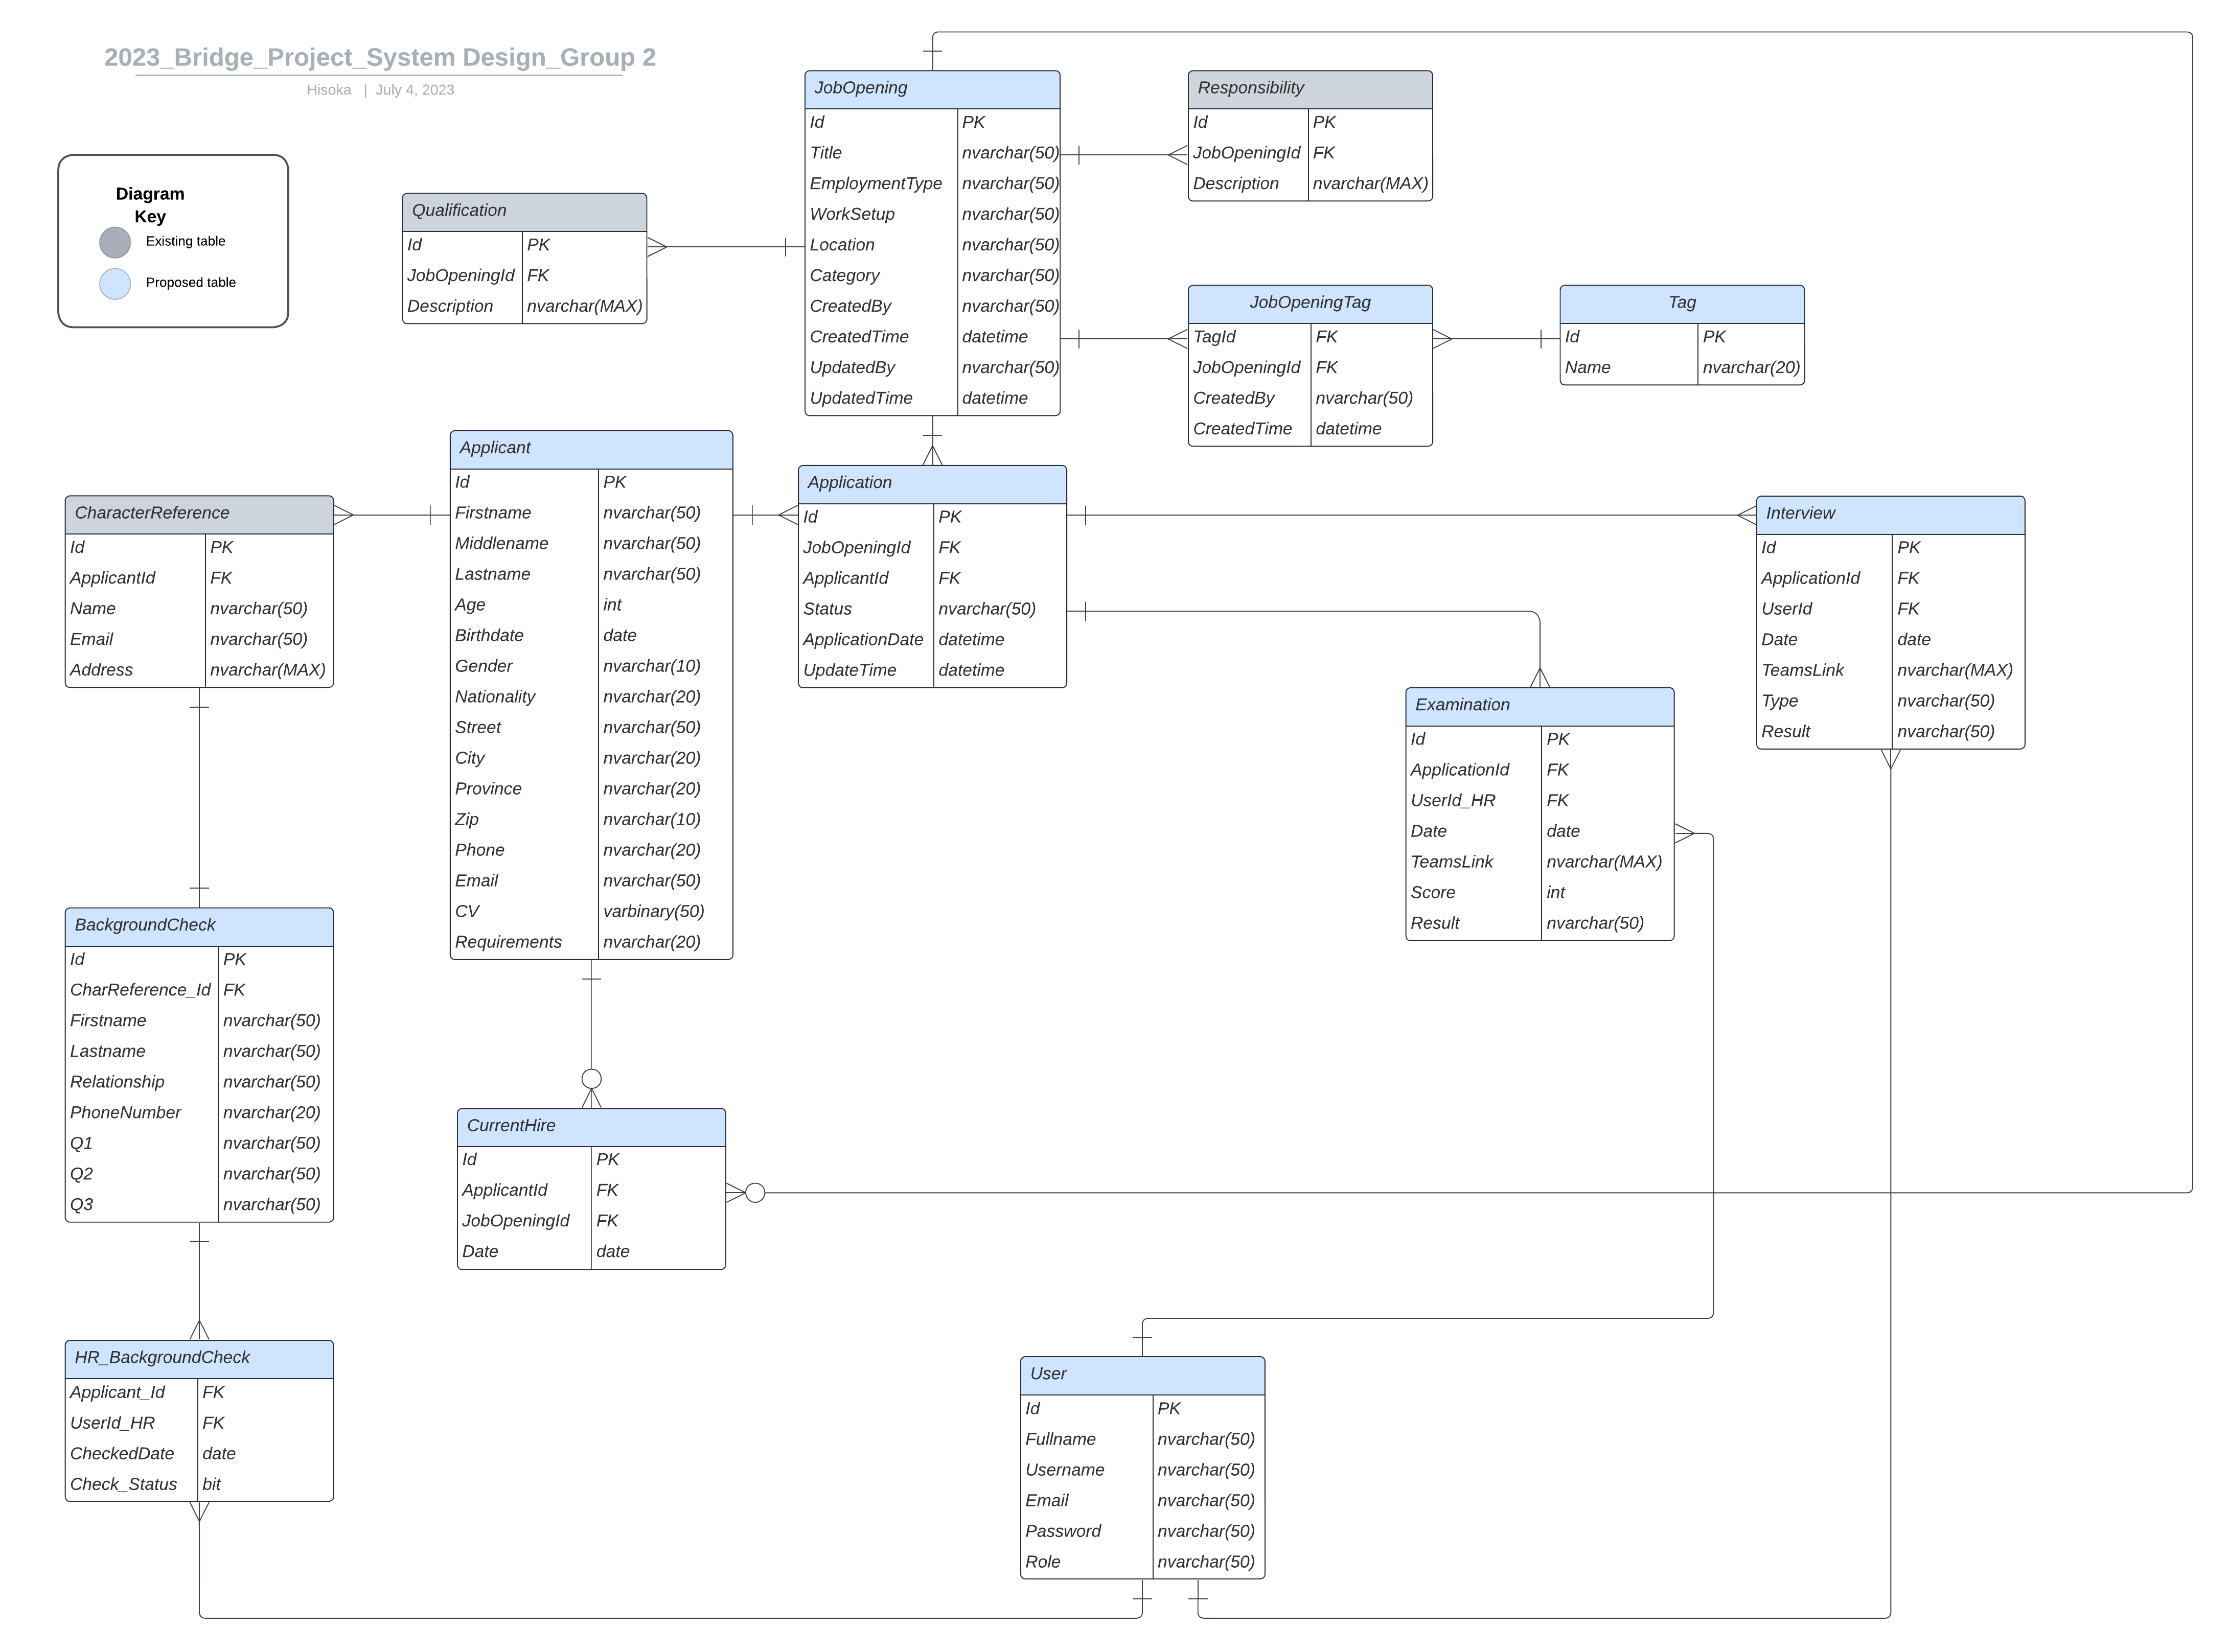 2023_Bridge_Project_System Design_Group 2
Hisoka | July 4, 2023
Diagram
Key
Existing table
Proposed table
JobOpening
Id PK
Title nvarchar(50)
EmploymentType nvarchar(50)
WorkSetup nvarchar(50)
Location nvarchar(50)
Category nvarchar(50)
CreatedBy nvarchar(50)
CreatedTime datetime
UpdatedBy nvarchar(50)
UpdatedTime datetime
Responsibility
Id PK
JobOpeningId FK
Description nvarchar(MAX)
Qualification
Id PK
JobOpeningId FK
Description nvarchar(MAX)
JobOpeningTag
TagId FK
JobOpeningId FK
CreatedBy nvarchar(50)
CreatedTime datetime
Tag
Id PK
Name nvarchar(20)
Applicant
Id PK
Firstname nvarchar(50)
Middlename nvarchar(50)
Lastname nvarchar(50)
Age int
Birthdate date
Gender nvarchar(10)
Nationality nvarchar(20)
Street nvarchar(50)
City nvarchar(20)
Province nvarchar(20)
Zip nvarchar(10)
Phone nvarchar(20)
Email nvarchar(50)
CV varbinary(50)
Requirements nvarchar(20)
Application
Id PK
JobOpeningId FK
ApplicantId FK
Status nvarchar(50)
ApplicationDate datetime
UpdateTime datetime
CharacterReference
Id PK
ApplicantId FK
Name nvarchar(50)
Email nvarchar(50)
Address nvarchar(MAX)
Interview
Id PK
ApplicationId FK
UserId FK
Date date
TeamsLink nvarchar(MAX)
Type nvarchar(50)
Result nvarchar(50)
Examination
Id PK
ApplicationId FK
UserId_HR FK
Date date
TeamsLink nvarchar(MAX)
Score int
Result nvarchar(50)
BackgroundCheck
Id PK
CharReference_Id FK
Firstname nvarchar(50)
Lastname nvarchar(50)
Relationship nvarchar(50)
PhoneNumber nvarchar(20)
Q1 nvarchar(50)
Q2 nvarchar(50)
Q3 nvarchar(50)
CurrentHire
Id PK
ApplicantId FK
JobOpeningId FK
Date date
HR_BackgroundCheck
Applicant_Id FK
UserId_HR FK
CheckedDate date
Check_Status bit
User
Id PK
Fullname nvarchar(50)
Username nvarchar(50)
Email nvarchar(50)
Password nvarchar(50)
Role nvarchar(50)